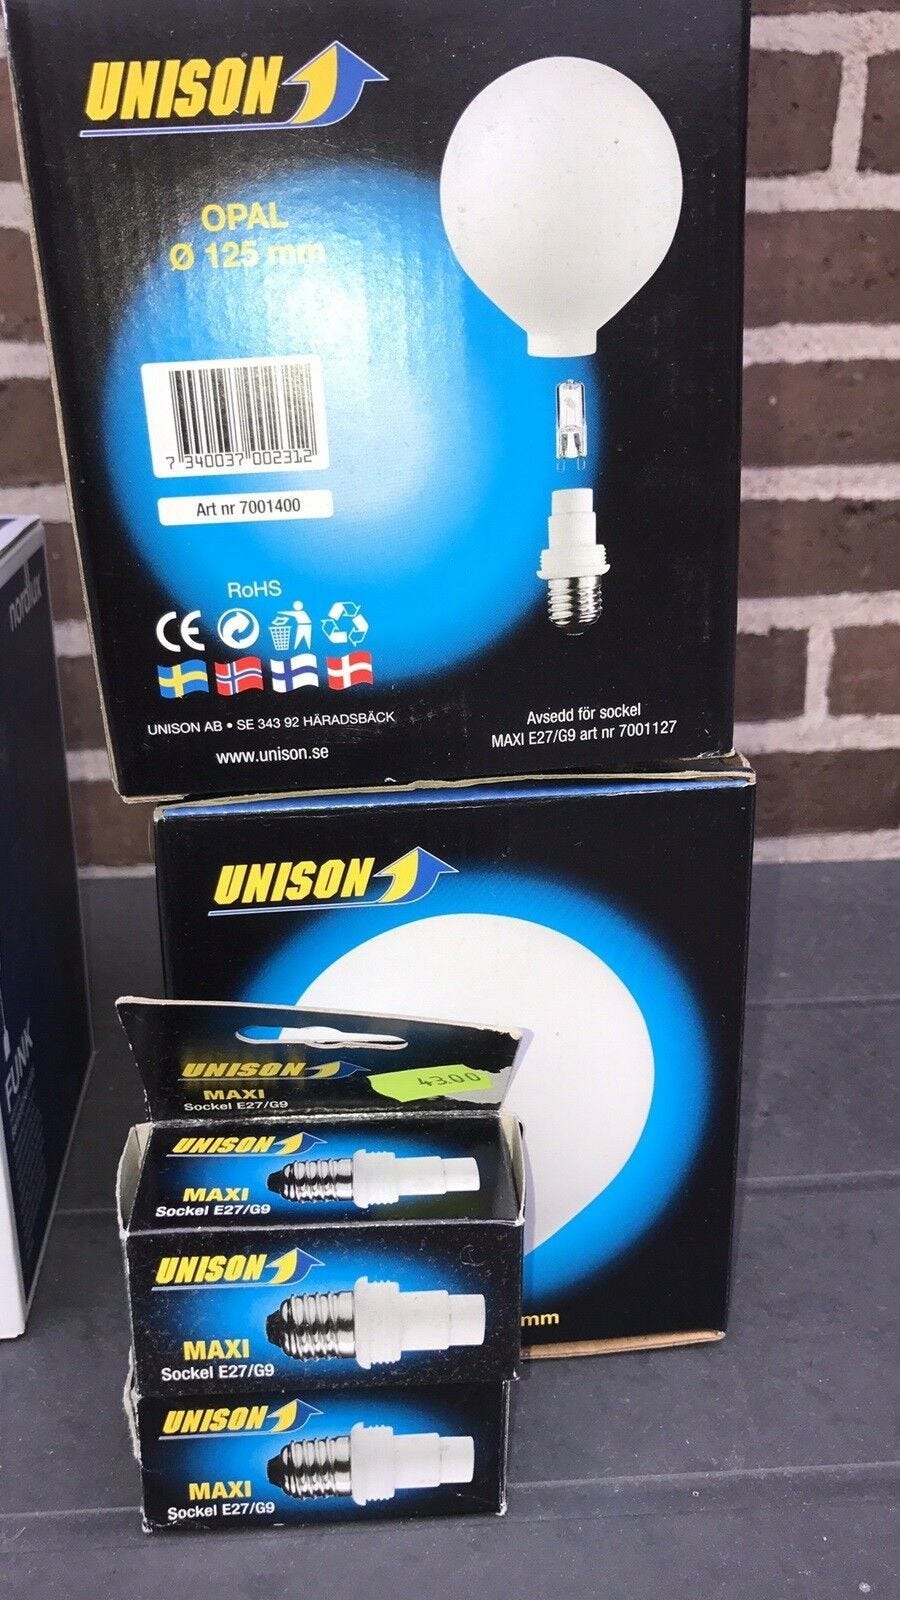 UNISON
OPAL
Ø 125 mm
7 340037 002312
Art nr 7001400
RoHS
CE
UNISON AB • SE 343 92 HÄRADSBÄCK
www.unison.se
Avsedd för sockel
MAXI E27/G9 art nr 7001127
nordlux
FUNK
UNISON
mm
UNISON
MAXI
Sockel E27/G9
43.00
UNISON
MAXI
Sockel E27/G9
UNISON
MAXI
Sockel E27/G9
UNISON
MAXI
Sockel E27/G9